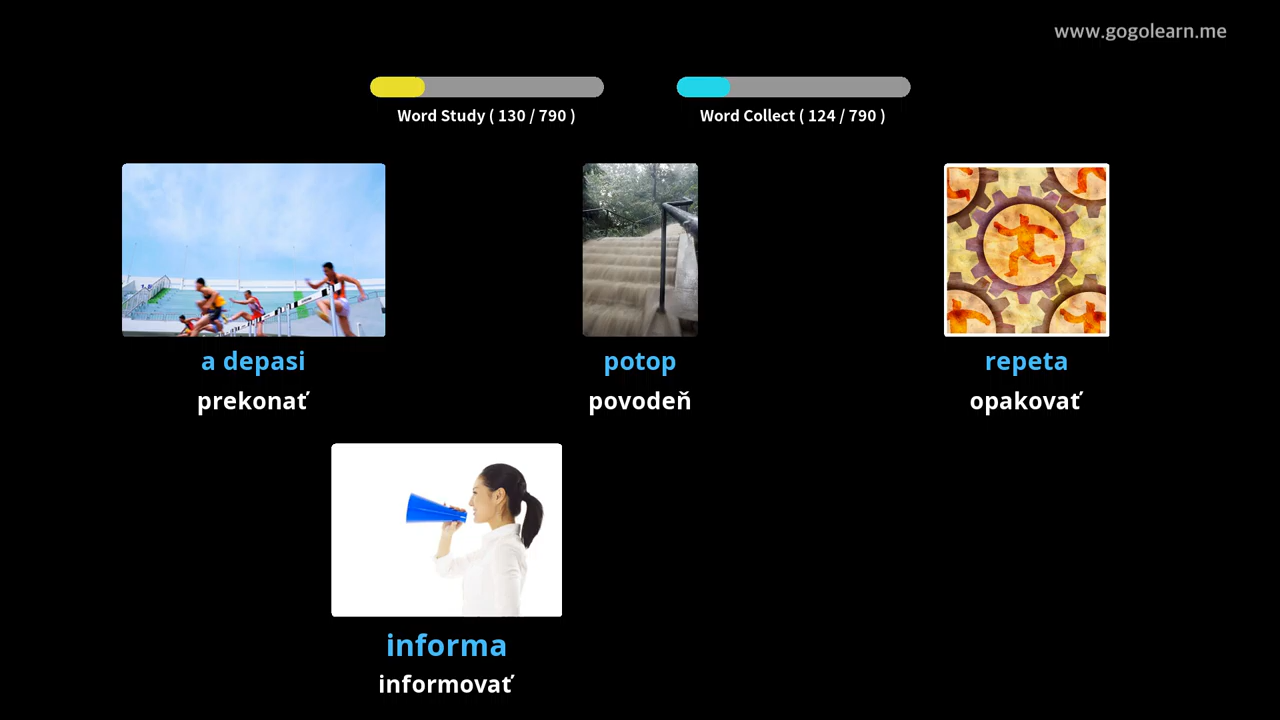 www.gogolearn.me
Word Study ( 130 / 790 )
Word Collect ( 124 / 790 )
a depasi
prekonať
potop
povodeň
repeta
opakovať
informa
informovať